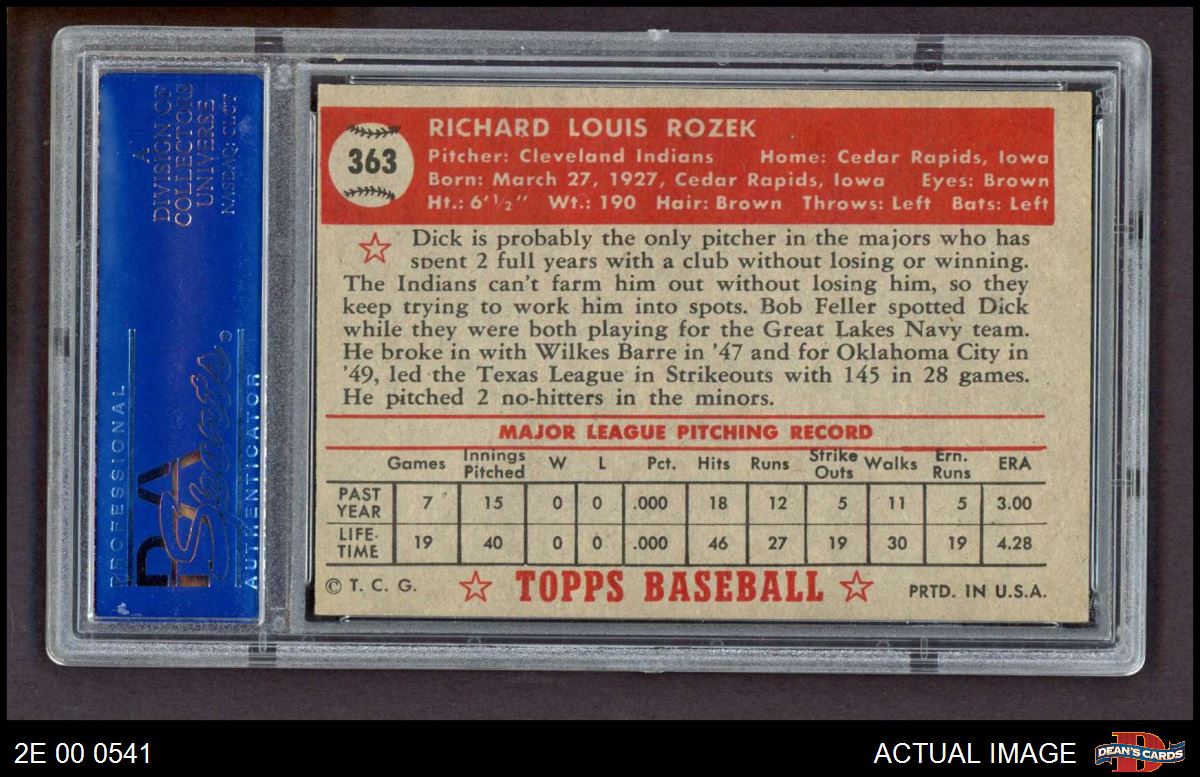 A
DIVISION OF
COLLECTORS
UNIVERSE
NASDAQ: CLCT
PROFESSIONAL
PSA
Sports
AUTHENTICATOR
363
RICHARD LOUIS ROZEK
Pitcher: Cleveland Indians Home: Cedar Rapids, Iowa
Born: March 27, 1927, Cedar Rapids, Iowa Eyes: Brown
Ht.: 6'½" Wt.: 190 Hair: Brown Throws: Left Bats: Left
Dick is probably the only pitcher in the majors who has
spent 2 full years with a club without losing or winning.
The Indians can't farm him out without losing him, so they
keep trying to work him into spots. Bob Feller spotted Dick
while they were both playing for the Great Lakes Navy team.
He broke in with Wilkes Barre in '47 and for Oklahoma City in
'49, led the Texas League in Strikeouts with 145 in 28 games.
He pitched 2 no-hitters in the minors.
MAJOR LEAGUE PITCHING RECORD
Games Innings Pitched W L Pct. Hits Runs Strike Outs Walks Ern. Runs ERA
PAST YEAR 7 15 0 0 .000 18 12 5 11 5 3.00
LIFE-TIME 19 40 0 0 .000 46 27 19 30 19 4.28
© T. C. G. TOPPS BASEBALL PRTD. IN U.S.A.
2E 00 0541 ACTUAL IMAGE DEAN'S CARDS